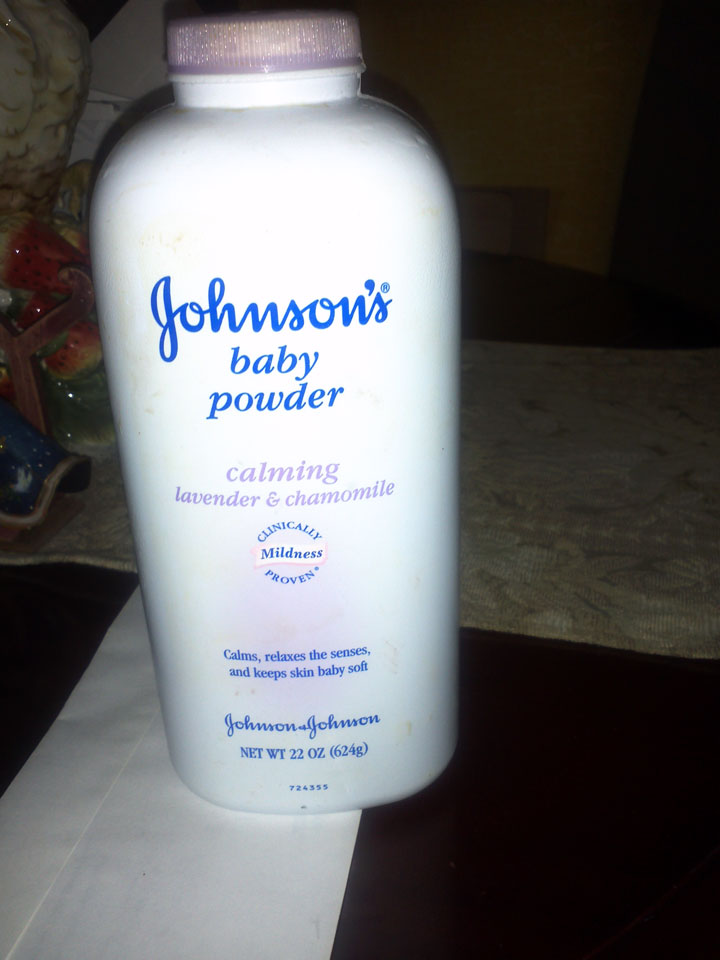 Johnson's®
baby
powder
calming
lavender & chamomile
CLINICALLY
Mildness
PROVEN®
Calms, relaxes the senses,
and keeps skin baby soft
Johnson & Johnson
NET WT 22 OZ (624g)
724355